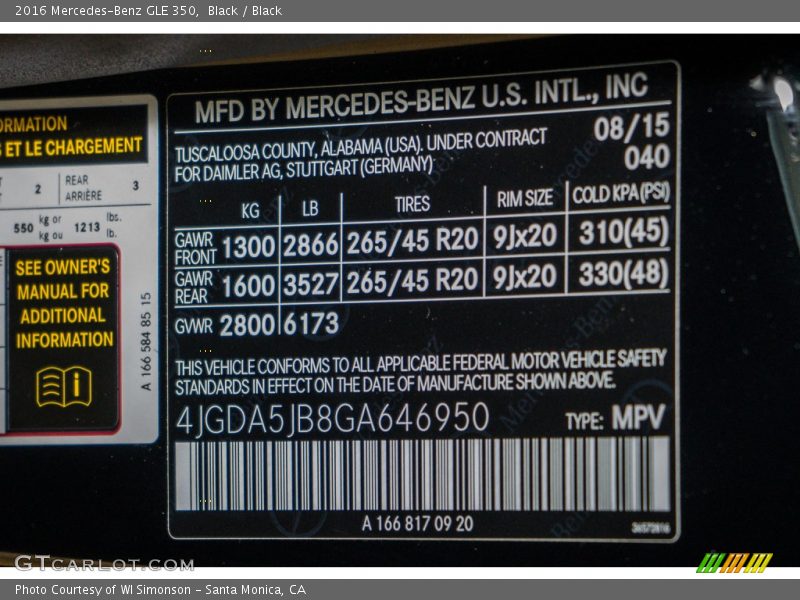 2016 Mercedes-Benz GLE 350, Black / Black
ORMATION
S ET LE CHARGEMENT
2 REAR ARRIÈRE 3
550 kg or kg ou 1213 lbs. lb.
SEE OWNER'S
MANUAL FOR
ADDITIONAL
INFORMATION
A 166 584 85 15
MFD BY MERCEDES-BENZ U.S. INTL., INC
TUSCALOOSA COUNTY, ALABAMA (USA). UNDER CONTRACT 08/15
FOR DAIMLER AG, STUTTGART (GERMANY) 040
KG LB TIRES RIM SIZE COLD KPA(PSI)
GAWR FRONT 1300 2866 265/45 R20 9Jx20 310(45)
GAWR REAR 1600 3527 265/45 R20 9Jx20 330(48)
GVWR 2800 6173
THIS VEHICLE CONFORMS TO ALL APPLICABLE FEDERAL MOTOR VEHICLE SAFETY
STANDARDS IN EFFECT ON THE DATE OF MANUFACTURE SHOWN ABOVE.
4JGDA5JB8GA646950 TYPE: MPV
A 166 817 09 20
GTCARLOT.COM
Photo Courtesy of WI Simonson - Santa Monica, CA